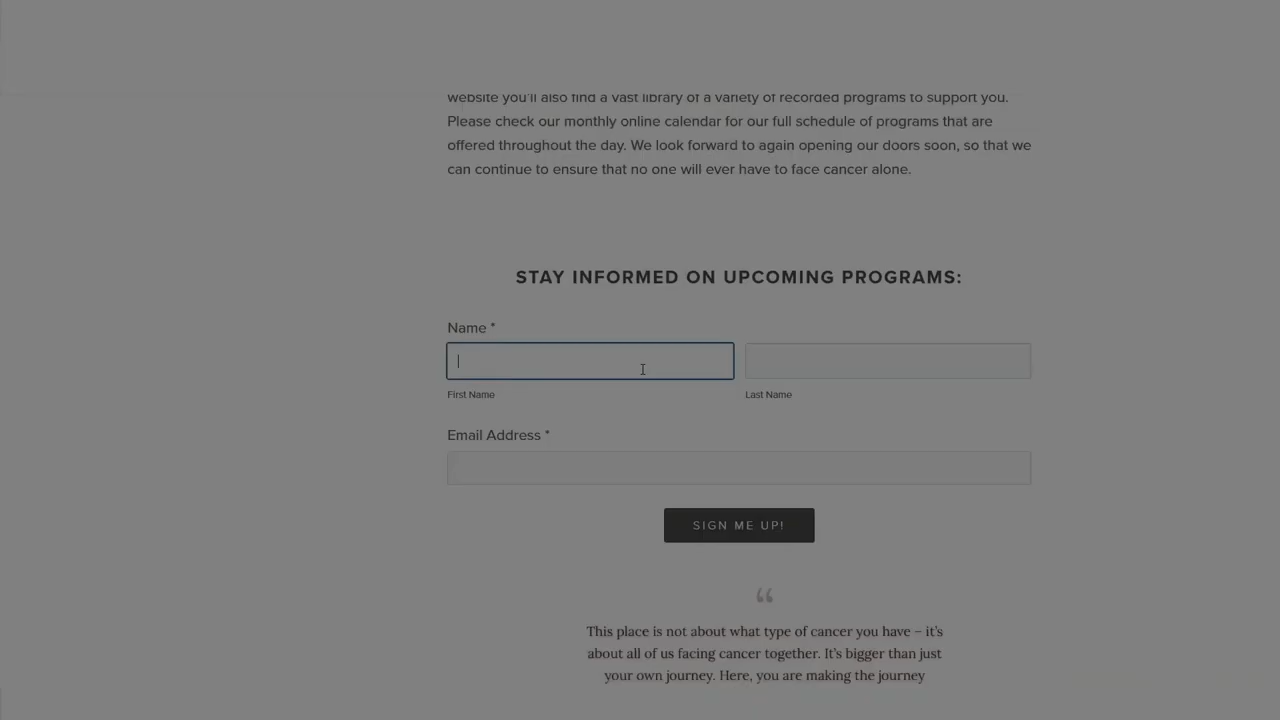 website you'll also find a vast library of a variety of recorded programs to support you.
Please check our monthly online calendar for our full schedule of programs that are
offered throughout the day. We look forward to again opening our doors soon, so that we
can continue to ensure that no one will ever have to face cancer alone.
STAY INFORMED ON UPCOMING PROGRAMS:
Name *
First Name
Last Name
Email Address *
SIGN ME UP!
“
This place is not about what type of cancer you have – it’s
about all of us facing cancer together. It’s bigger than just
your own journey. Here, you are making the journey